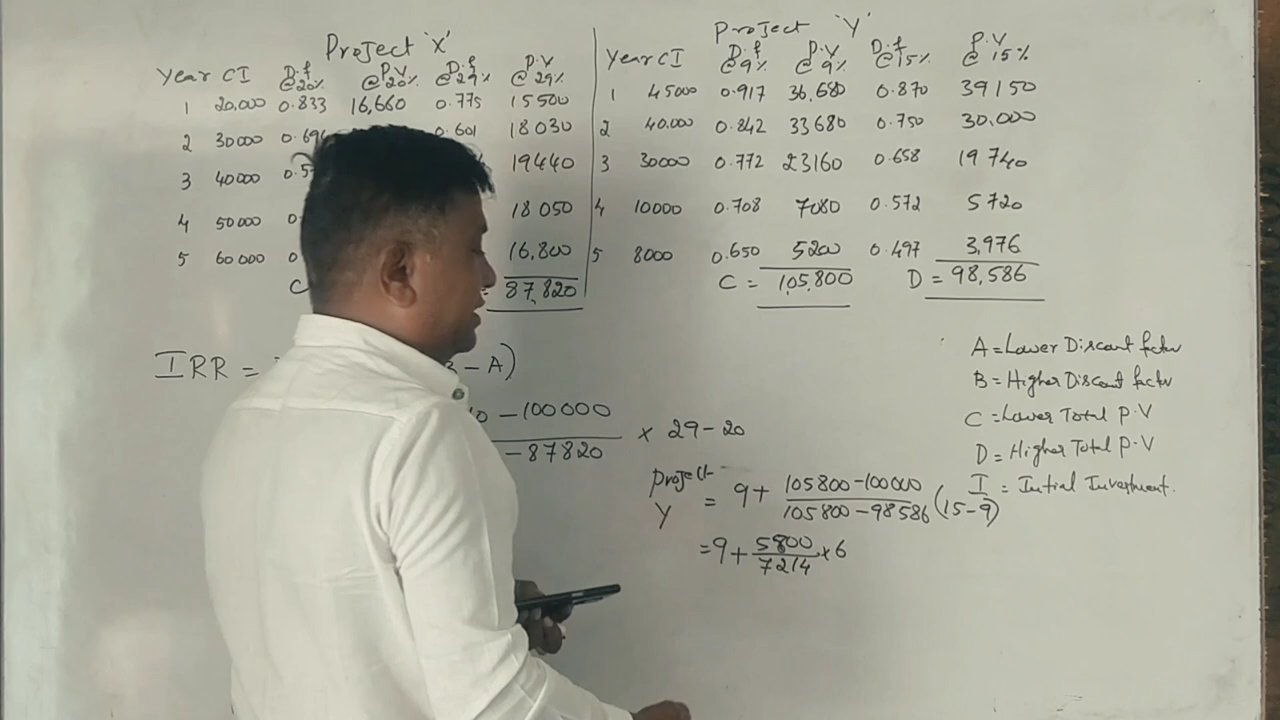 Project 'X'
Year CI D.f @20% P.V @20% D.f @29% P.V @29%
1 20,000 0.833 16,660 0.775 15500
2 30000 0.694 0.601 18030
3 40000 19440
4 50000 18050
5 60000 16,800
87,820
Project 'Y'
Year CI D.f @9% P.V @9% D.f @15% P.V @15%
1 45000 0.917 36,680 0.870 39150
2 40.000 0.842 33680 0.750 30.000
3 30000 0.772 23160 0.658 19740
4 10000 0.708 7080 0.572 5720
5 8000 0.650 5200 0.497 3,976
C = 105,800 D = 98,586
IRR = - A)
- 100000
- 87820 × 29-20
Project Y = 9 + 105800-100000 / 105800-98586 (15-9)
= 9 + 5800 / 7214 × 6
A = Lower Discount factor
B = Higher Discount factor
C = Lower Total P.V
D = Higher Total P.V
I = Initial Investment.